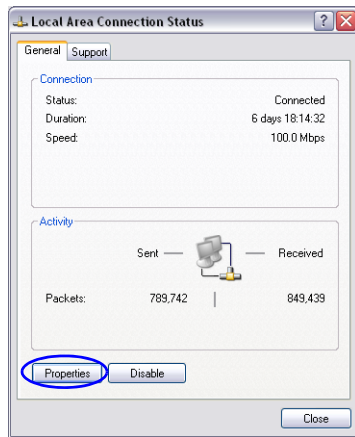 Local Area Connection Status
General Support
Connection
Status: Connected
Duration: 6 days 18:14:32
Speed: 100.0 Mbps
Activity
Sent — — Received
Packets: 789,742 | 849,439
Properties Disable
Close